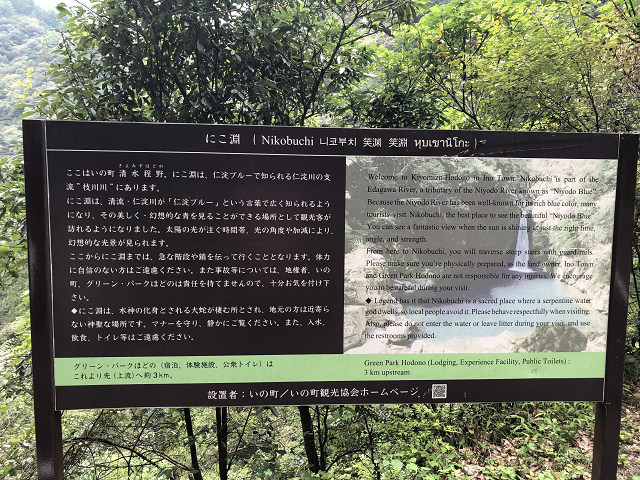 にこ淵 ( Nikobuchi 니코부치 笑渊 笑淵 หุบเขานิโกะ )
きよみずほどの
ここはいの町清水程野。にこ淵は、仁淀ブルーで知られる仁淀川の支
流"枝川川"にあります。
にこ淵は、清流・仁淀川が「仁淀ブルー」という言葉で広く知られるよう
になり、その美しく・幻想的な青を見ることができる場所として観光客が
訪れるようになりました。太陽の光が注ぐ時間帯、光の角度や加減により、
幻想的な光景が見られます。
ここからにこ淵までは、急な階段や鎖を伝って行くこととなります。体力
に自信のない方はご遠慮ください。また事故等については、地権者、いの
町、グリーン・パークほどのは責任を持てませんので、十分お気を付け下
さい。
◆にこ淵は、水神の化身とされる大蛇が棲む所とされ、地元の方は近寄ら
ない神聖な場所です。マナーを守り、静かにご覧ください。また、入水、
飲食、トイレ等はご遠慮ください。
Welcome to Kiyomizu-Hodono in Ino Town. Nikobuchi is part of the
Edagawa River, a tributary of the Niyodo River known as "Niyodo Blue".
Because the Niyodo River has been well-known for its rich blue color, many
tourists visit Nikobuchi, the best place to see the beautiful "Niyodo Blue"
You can see a fantastic view when the sun is shining at just the right time,
angle, and strength.
From here to Nikobuchi, you will traverse steep stairs with guardrails.
Please make sure you're physically prepared, as the land owner, Ino Town
and Green Park Hodono are not responsible for any injuries. We encourage
you to be careful during your visit.
◆ Legend has it that Nikobuchi is a sacred place where a serpentine water
god dwells, so local people avoid it. Please behave respectfully when visiting.
Also, please do not enter the water or leave litter during your visit, and use
the restrooms provided.
グリーン・パークほどの(宿泊、体験施設、公衆トイレ)は
これより先(上流)へ約3km。
Green Park Hodono (Lodging, Experience Facility, Public Toilets) :
3 km upstream
設置者:いの町/いの町観光協会ホームページ